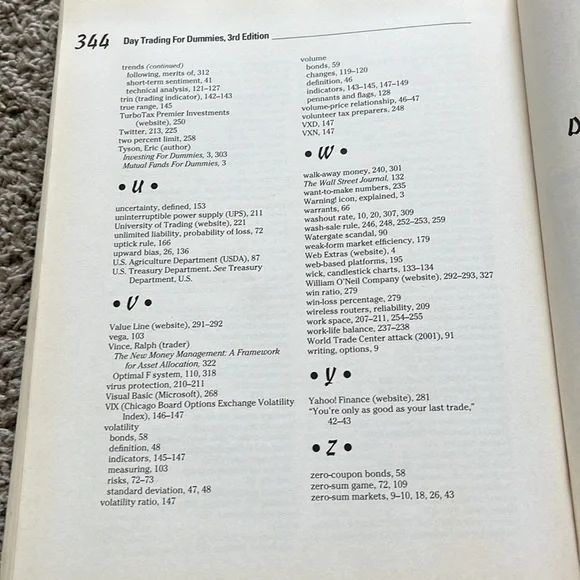 344 Day Trading For Dummies, 3rd Edition
trends (continued)
following, merits of, 312
short-term sentiment, 41
technical analysis, 121–127
trin (trading indicator), 142–143
true range, 145
TurboTax Premier Investments
(website), 250
Twitter, 213, 225
two percent limit, 258
Tyson, Eric (author)
Investing For Dummies, 3, 303
Mutual Funds For Dummies, 3
• U •
uncertainty, defined, 153
uninterruptible power supply (UPS), 211
University of Trading (website), 221
unlimited liability, probability of loss, 72
uptick rule, 166
upward bias, 26, 136
U.S. Agriculture Department (USDA), 87
U.S. Treasury Department. See Treasury
Department, U.S.
• V •
Value Line (website), 291–292
vega, 103
Vince, Ralph (trader)
The New Money Management: A Framework
for Asset Allocation, 322
Optimal F system, 110, 318
virus protection, 210–211
Visual Basic (Microsoft), 268
VIX (Chicago Board Options Exchange Volatility
Index), 146–147
volatility
bonds, 58
definition, 48
indicators, 145–147
measuring, 103
risks, 72–73
standard deviation, 47, 48
volatility ratio, 147
volume
bonds, 59
changes, 119–120
definition, 46
indicators, 143–145, 147–149
pennants and flags, 128
volume-price relationship, 46–47
volunteer tax preparers, 248
VXD, 147
VXN, 147
• W •
walk-away money, 240, 301
The Wall Street Journal, 132
want-to-make numbers, 235
Warning! icon, explained, 3
warrants, 66
washout rate, 10, 20, 307, 309
wash-sale rule, 246, 248, 252–253, 259
Watergate scandal, 90
weak-form market efficiency, 179
Web Extras (website), 4
web-based platforms, 195
wick, candlestick charts, 133–134
William O'Neil Company (website), 292–293, 327
win ratio, 279
win-loss percentage, 279
wireless routers, reliability, 209
work space, 207–211, 254–255
work-life balance, 237–238
World Trade Center attack (2001), 91
writing, options, 9
• Y •
Yahoo! Finance (website), 281
"You're only as good as your last trade,"
42–43
• Z •
zero-coupon bonds, 58
zero-sum game, 72, 109
zero-sum markets, 9–10, 18, 26, 43